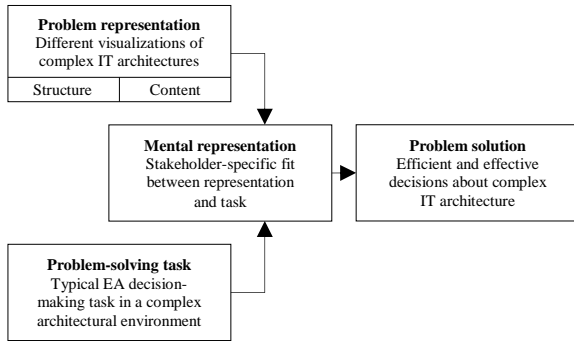 Problem representation
Different visualizations of
complex IT architectures
Structure
Content
Mental representation
Stakeholder-specific fit
between representation
and task
Problem solution
Efficient and effective
decisions about complex
IT architecture
Problem-solving task
Typical EA decision-
making task in a complex
architectural environment